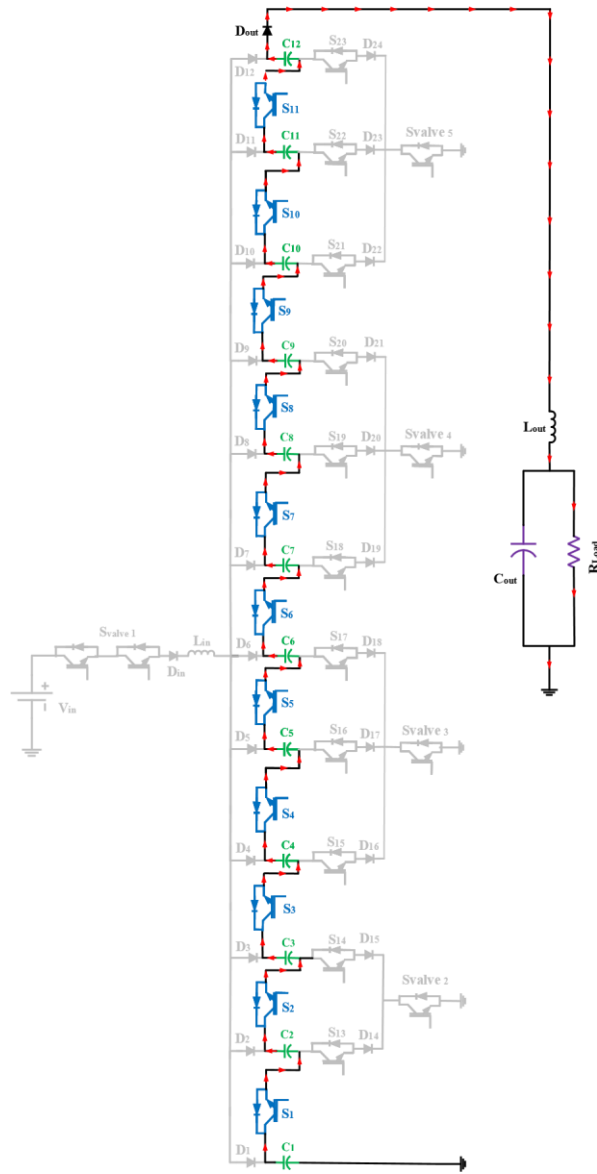 Dout
C12 S23 D24
D12
S11
D11 C11 S22 D23 Svalve 5
S10
D10 C10 S21 D22
S9
D9 C9 S20 D21
S8
D8 C8 S19 D20 Svalve 4
Lout
S7
D7 C7 S18 D19
Cout RLoad
S6
Svalve 1 Lin D6 C6 S17 D18
Din
Vin
S5
D5 C5 S16 D17 Svalve 3
S4
D4 C4 S15 D16
S3
D3 C3 S14 D15
S2 Svalve 2
D2 C2 S13 D14
S1
D1 C1